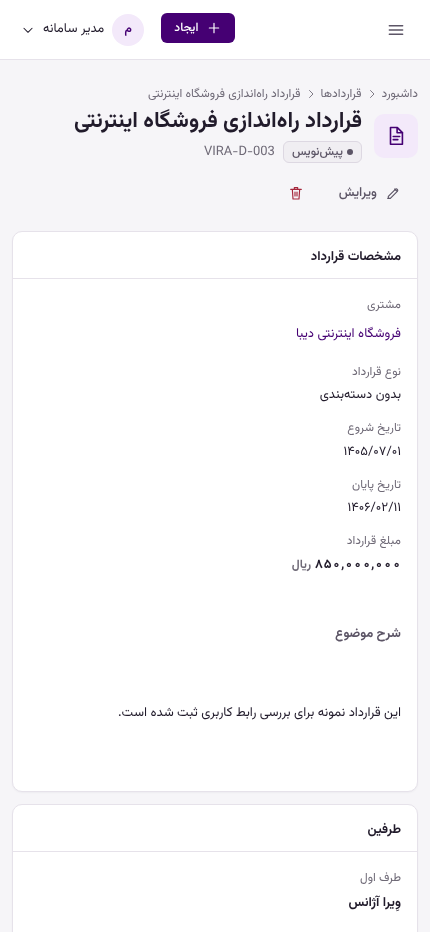 ایجاد
م
مدیر سامانه
داشبورد
قراردادها
قرارداد راه‌اندازی فروشگاه اینترنتی
قرارداد راه‌اندازی فروشگاه اینترنتی
پیش‌نویس
VIRA-D-003
ویرایش
مشخصات قرارداد
مشتری
فروشگاه اینترنتی دیبا
نوع قرارداد
بدون دسته‌بندی
تاریخ شروع
۱۴۰۵/۰۷/۰۱
تاریخ پایان
۱۴۰۶/۰۲/۱۱
مبلغ قرارداد
۸۵۰,۰۰۰,۰۰۰ ریال
شرح موضوع
این قرارداد نمونه برای بررسی رابط کاربری ثبت شده است.
طرفین
طرف اول
وِیرا آژانس